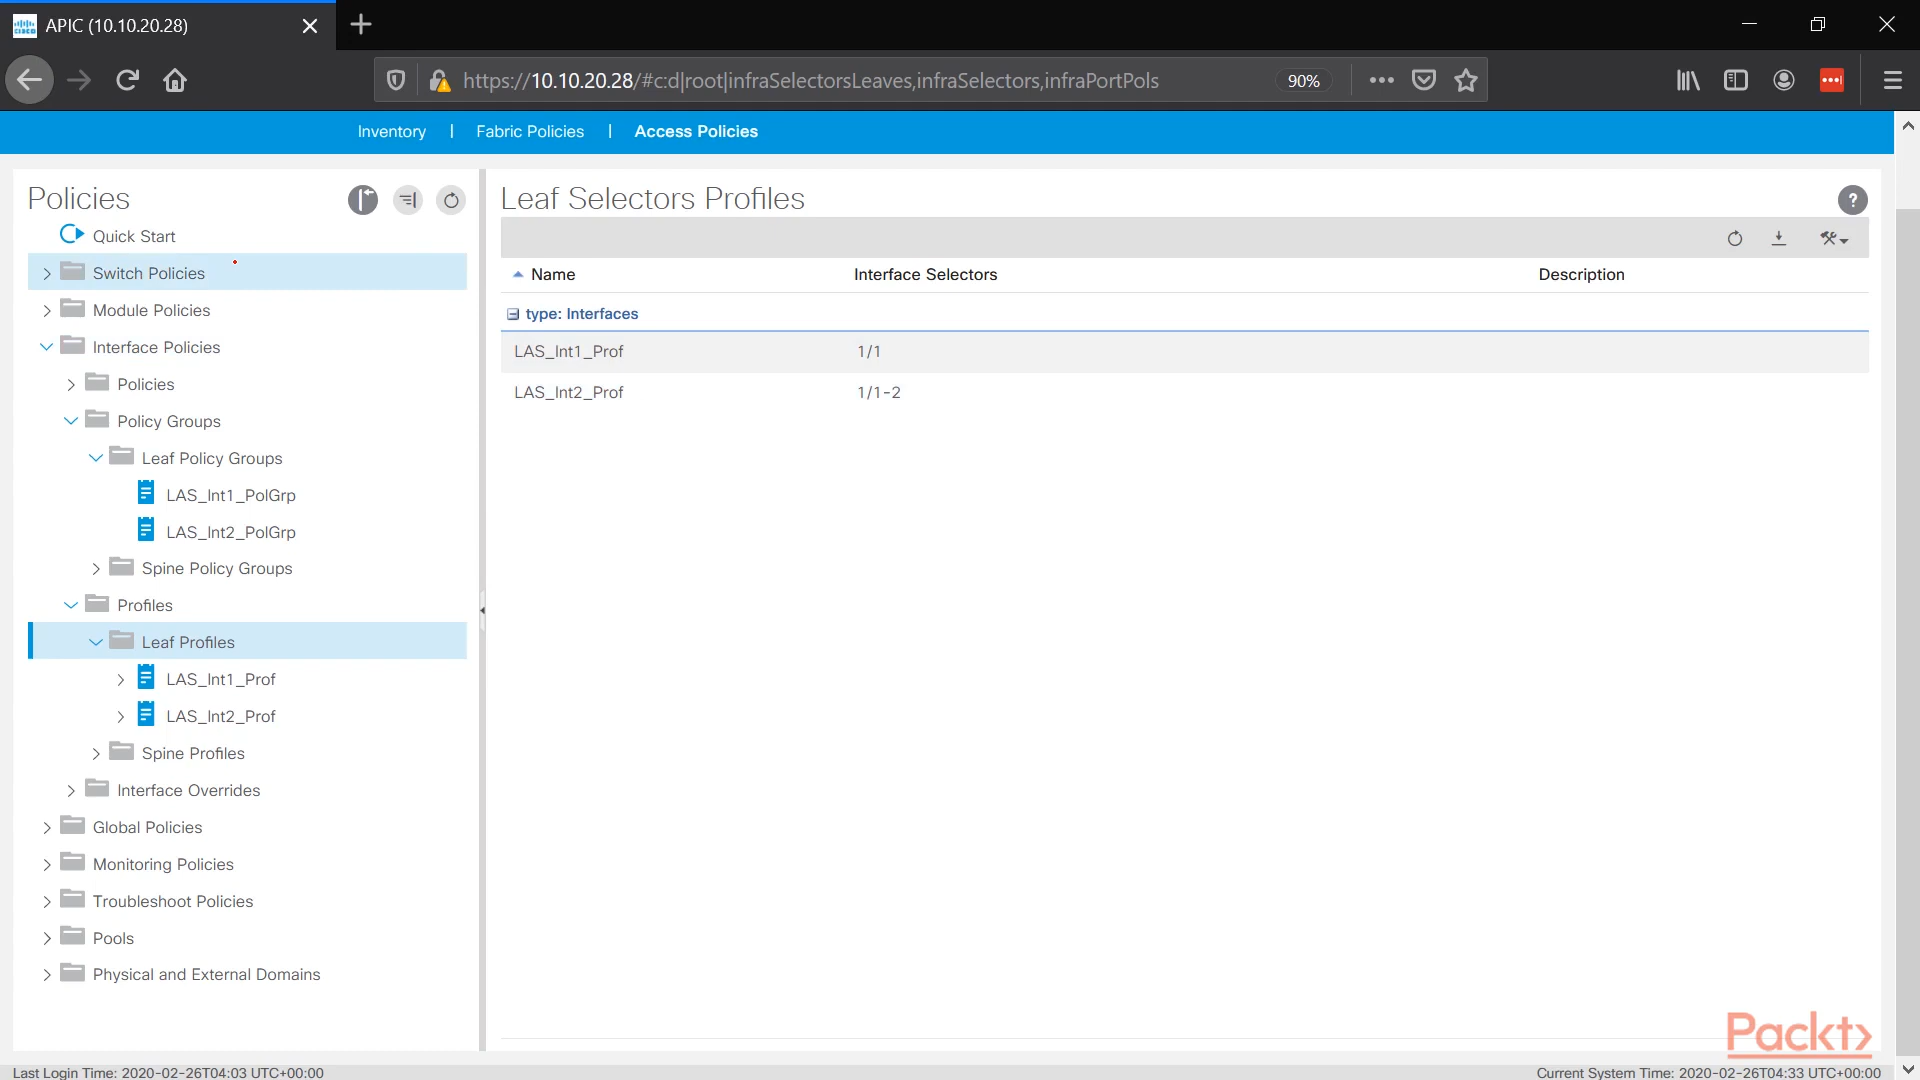 APIC (10.10.20.28)
https://10.10.20.28/#c:d|root|infraSelectorsLeaves,infraSelectors,infraPortPols
90%
Inventory | Fabric Policies | Access Policies
Policies
Quick Start
Switch Policies
Module Policies
Interface Policies
Policies
Policy Groups
Leaf Policy Groups
LAS_Int1_PolGrp
LAS_Int2_PolGrp
Spine Policy Groups
Profiles
Leaf Profiles
LAS_Int1_Prof
LAS_Int2_Prof
Spine Profiles
Interface Overrides
Global Policies
Monitoring Policies
Troubleshoot Policies
Pools
Physical and External Domains
Leaf Selectors Profiles
?
Name Interface Selectors Description
type: Interfaces
LAS_Int1_Prof 1/1
LAS_Int2_Prof 1/1-2
Packt>
Last Login Time: 2020-02-26T04:03 UTC+00:00
Current System Time: 2020-02-26T04:33 UTC+00:00